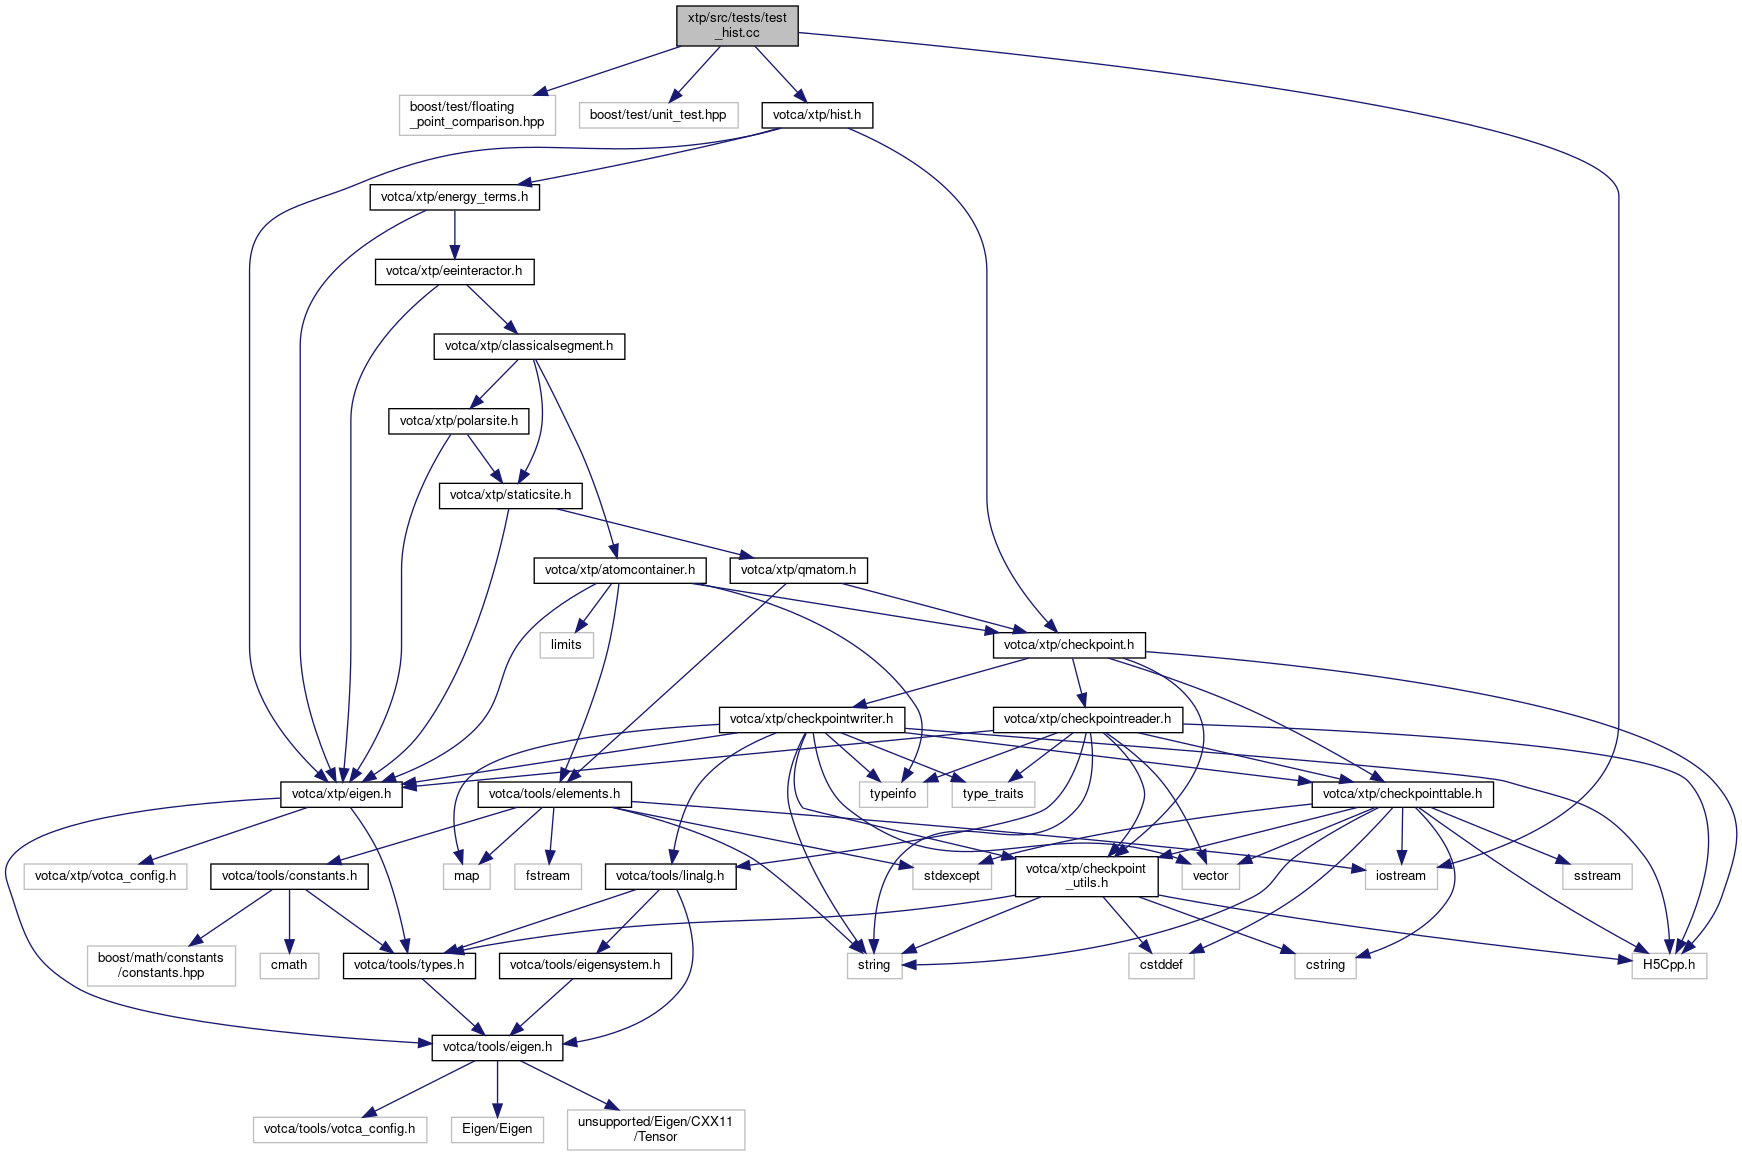 xtp/src/tests/test
_hist.cc
boost/test/floating
_point_comparison.hpp
boost/test/unit_test.hpp
votca/xtp/hist.h
votca/xtp/energy_terms.h
votca/xtp/eeinteractor.h
votca/xtp/classicalsegment.h
votca/xtp/polarsite.h
votca/xtp/staticsite.h
votca/xtp/atomcontainer.h
votca/xtp/qmatom.h
limits
votca/xtp/checkpoint.h
votca/xtp/checkpointwriter.h
votca/xtp/checkpointreader.h
votca/xtp/eigen.h
votca/tools/elements.h
typeinfo
type_traits
votca/xtp/checkpointtable.h
votca/xtp/votca_config.h
votca/tools/constants.h
map
fstream
votca/tools/linalg.h
stdexcept
votca/xtp/checkpoint
_utils.h
vector
iostream
sstream
boost/math/constants
/constants.hpp
cmath
votca/tools/types.h
votca/tools/eigensystem.h
string
cstddef
cstring
H5Cpp.h
votca/tools/eigen.h
votca/tools/votca_config.h
Eigen/Eigen
unsupported/Eigen/CXX11
/Tensor